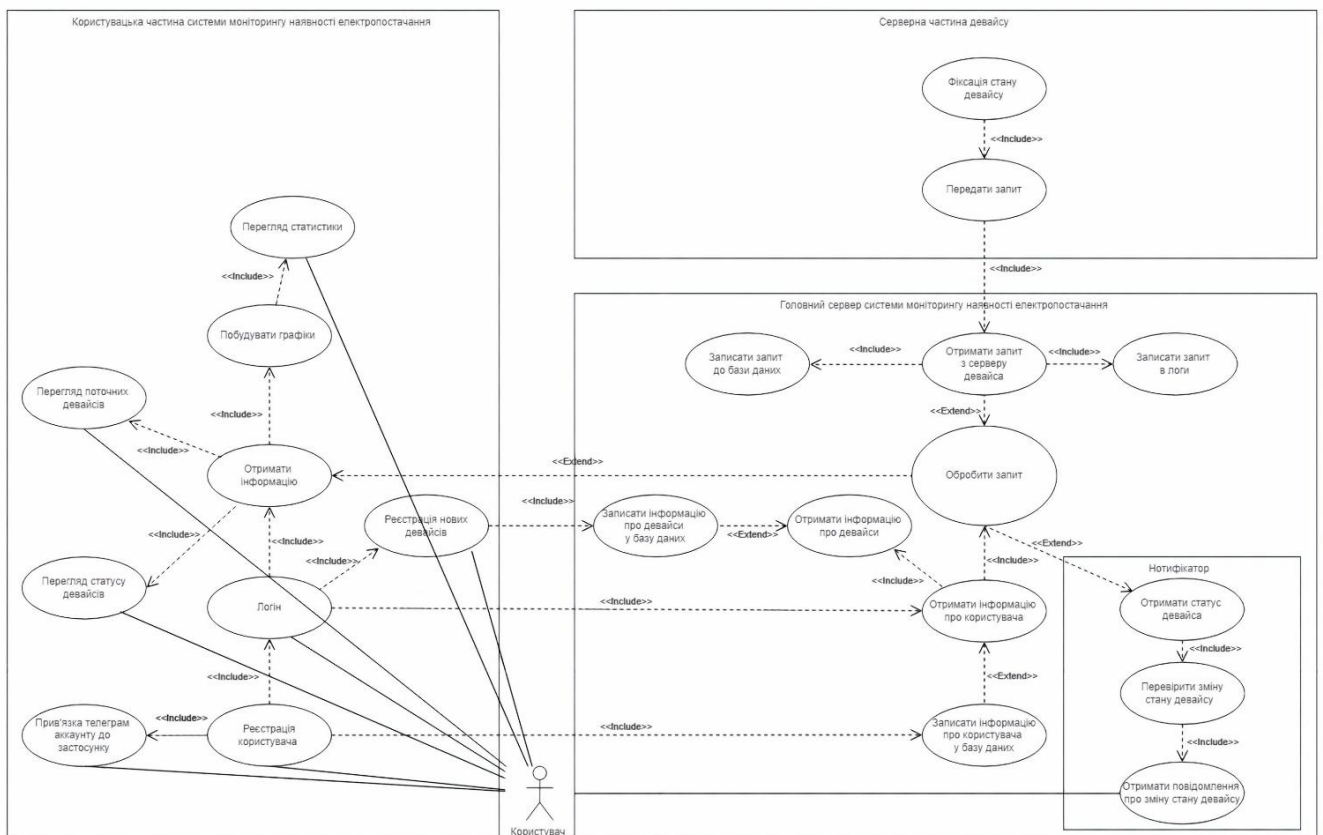 Користувацька частина системи моніторингу наявності електропостачання
Серверна частина девайсу
Фіксація стану
девайсу
<<Include>>
Передати запит
<<Include>>
Перегляд статистики
<<Include>>
Побудувати графіки
<<Include>>
Перегляд поточних
девайсів
<<Include>>
Отримати
інформацію
<<Include>>
<<Include>>
Перегляд статусу
девайсів
Реєстрація нових
девайсів
<<Include>>
<<Include>>
Логін
<<Include>>
<<Include>>
Прив'язка телеграм
аккаунту до
застосунку
<<Include>>
Реєстрація
користувача
<<Include>>
Користувач
Головний сервер системи моніторингу наявності електропостачання
Записати запит
до бази даних
<<Include>>
Отримати запит
з серверу
девайса
<<Include>>
Записати запит
в логи
<<Extend>>
<<Extend>>
Обробити запит
Записати інформацію
про девайси
у базу даних
<<Extend>>
Отримати інформацію
про девайси
<<Include>>
<<Include>>
<<Extend>>
Отримати інформацію
про користувача
<<Extend>>
Записати інформацію
про користувача
у базу даних
Нотифікатор
Отримати статус
девайса
<<Include>>
Перевірити зміну
стану девайсу
<<Include>>
Отримати повідомлення
про зміну стану девайсу